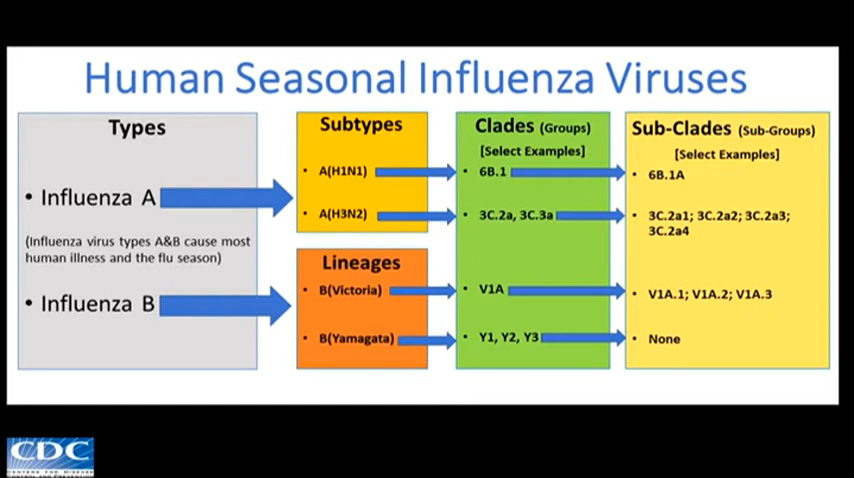 Human Seasonal Influenza Viruses
Types
• Influenza A
(Influenza virus types A&B cause most
human illness and the flu season)
• Influenza B
Subtypes
• A(H1N1)
• A(H3N2)
Lineages
• B(Victoria)
• B(Yamagata)
Clades (Groups)
[Select Examples]
• 6B.1
• 3C.2a, 3C.3a
• V1A
• Y1, Y2, Y3
Sub-Clades (Sub-Groups)
[Select Examples]
• 6B.1A
• 3C.2a1; 3C.2a2; 3C.2a3;
3C.2a4
• V1A.1; V1A.2; V1A.3
• None
CDC
CENTERS FOR DISEASE
CONTROL AND PREVENTION